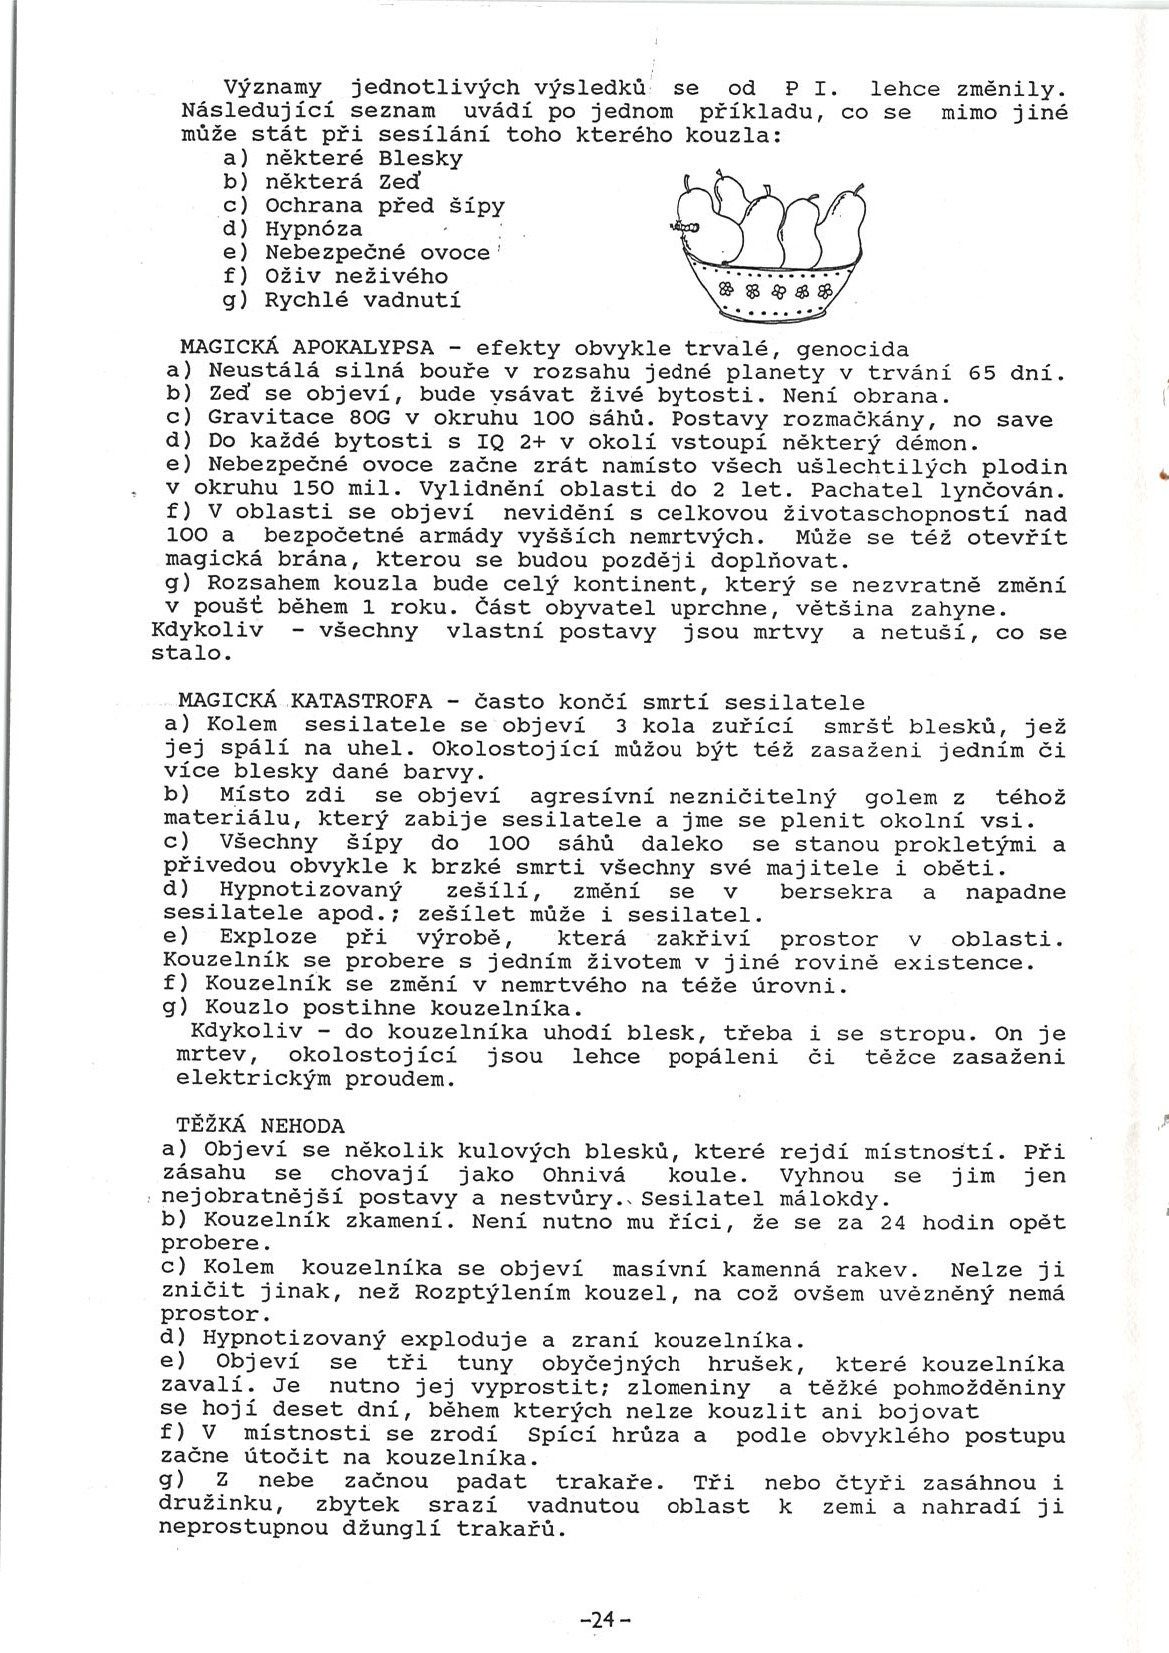 Významy jednotlivých výsledků se od P I. lehce změnily.
Následující seznam uvádí po jednom příkladu, co se mimo jiné
může stát při sesílání toho kterého kouzla:
a) některé Blesky
b) některá Zeď
c) Ochrana před šípy
d) Hypnóza
e) Nebezpečné ovoce
f) Oživ neživého
g) Rychlé vadnutí
MAGICKÁ APOKALYPSA - efekty obvykle trvalé, genocida
a) Neustálá silná bouře v rozsahu jedné planety v trvání 65 dní.
b) Zeď se objeví, bude vsávat živé bytosti. Není obrana.
c) Gravitace 80G v okruhu 100 sáhů. Postavy rozmačkány, no save
d) Do každé bytosti s IQ 2+ v okolí vstoupí některý démon.
e) Nebezpečné ovoce začne zrát namísto všech ušlechtilých plodin
v okruhu 150 mil. Vylidnění oblasti do 2 let. Pachatel lynčován.
f) V oblasti se objeví nevidění s celkovou životaschopností nad
100 a bezpočetné armády vyšších nemrtvých. Může se též otevřít
magická brána, kterou se budou později doplňovat.
g) Rozsahem kouzla bude celý kontinent, který se nezvratně změní
v poušť během 1 roku. Část obyvatel uprchne, většina zahyne.
Kdykoliv - všechny vlastní postavy jsou mrtvy a netuší, co se
stalo.
MAGICKÁ KATASTROFA - často končí smrtí sesilatele
a) Kolem sesilatele se objeví 3 kola zuřící smršť blesků, jež
jej spálí na uhel. Okolostojící můžou být též zasaženi jedním či
více blesky dané barvy.
b) Místo zdi se objeví agresívní nezničitelný golem z téhož
materiálu, který zabije sesilatele a jme se plenit okolní vsi.
c) Všechny šípy do 100 sáhů daleko se stanou prokletými a
přivedou obvykle k brzké smrti všechny své majitele i oběti.
d) Hypnotizovaný zešílí, změní se v bersekra a napadne
sesilatele apod.; zešílet může i sesilatel.
e) Exploze při výrobě, která zakřiví prostor v oblasti.
Kouzelník se probere s jedním životem v jiné rovině existence.
f) Kouzelník se změní v nemrtvého na téže úrovni.
g) Kouzlo postihne kouzelníka.
Kdykoliv - do kouzelníka uhodí blesk, třeba i se stropu. On je
mrtev, okolostojící jsou lehce popáleni či těžce zasaženi
elektrickým proudem.
TĚŽKÁ NEHODA
a) Objeví se několik kulových blesků, které rejdí místností. Při
zásahu se chovají jako Ohnivá koule. Vyhnou se jim jen
nejobratnější postavy a nestvůry. Sesilatel málokdy.
b) Kouzelník zkamení. Není nutno mu říci, že se za 24 hodin opět
probere.
c) Kolem kouzelníka se objeví masívní kamenná rakev. Nelze ji
zničit jinak, než Rozptýlením kouzel, na což ovšem uvězněný nemá
prostor.
d) Hypnotizovaný exploduje a zraní kouzelníka.
e) Objeví se tři tuny obyčejných hrušek, které kouzelníka
zavalí. Je nutno jej vyprostit; zlomeniny a těžké pohmožděniny
se hojí deset dní, během kterých nelze kouzlit ani bojovat
f) V místnosti se zrodí Spící hrůza a podle obvyklého postupu
začne útočit na kouzelníka.
g) Z nebe začnou padat trakaře. Tři nebo čtyři zasáhnou i
družinku, zbytek srazí vadnutou oblast k zemi a nahradí ji
neprostupnou džunglí trakařů.
-24-